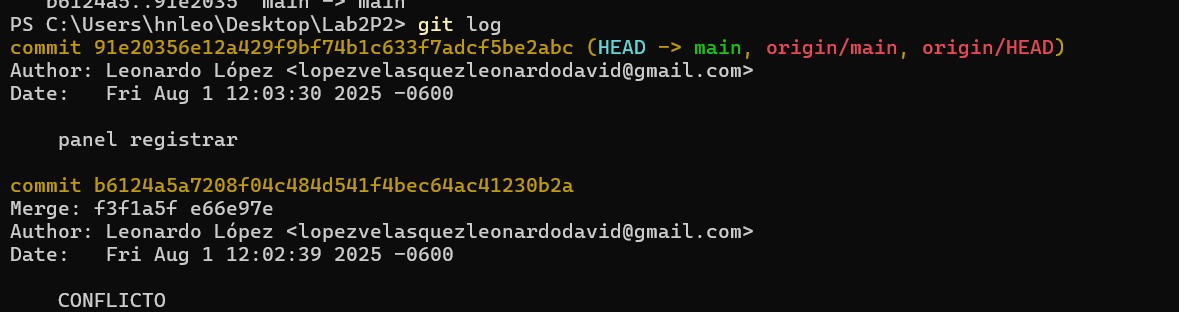 b6124a5..91e2035  main -> main
PS C:\Users\hnleo\Desktop\Lab2P2> git log
commit 91e20356e12a429f9bf74b1c633f7adcf5be2abc (HEAD -> main, origin/main, origin/HEAD)
Author: Leonardo López <lopezvelasquezleonardodavid@gmail.com>
Date:   Fri Aug 1 12:03:30 2025 -0600
panel registrar
commit b6124a5a7208f04c484d541f4bec64ac41230b2a
Merge: f3f1a5f e66e97e
Author: Leonardo López <lopezvelasquezleonardodavid@gmail.com>
Date:   Fri Aug 1 12:02:39 2025 -0600
CONFLICTO